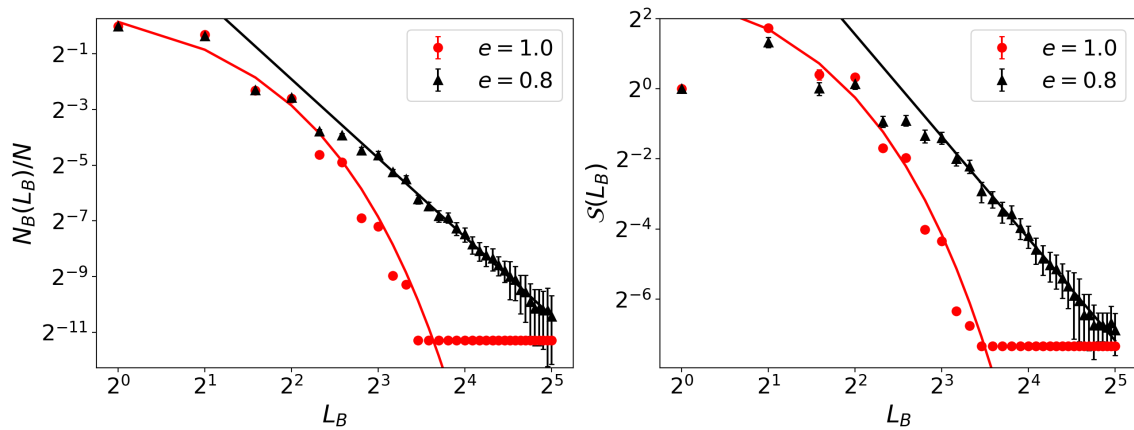 e = 1.0
e = 0.8
2^{-1}
2^{-3}
2^{-5}
2^{-7}
2^{-9}
2^{-11}
N_B(L_B)/N
2^0
2^1
2^2
2^3
2^4
2^5
L_B
e = 1.0
e = 0.8
2^2
2^0
2^{-2}
2^{-4}
2^{-6}
𝒮(L_B)
2^0
2^1
2^2
2^3
2^4
2^5
L_B